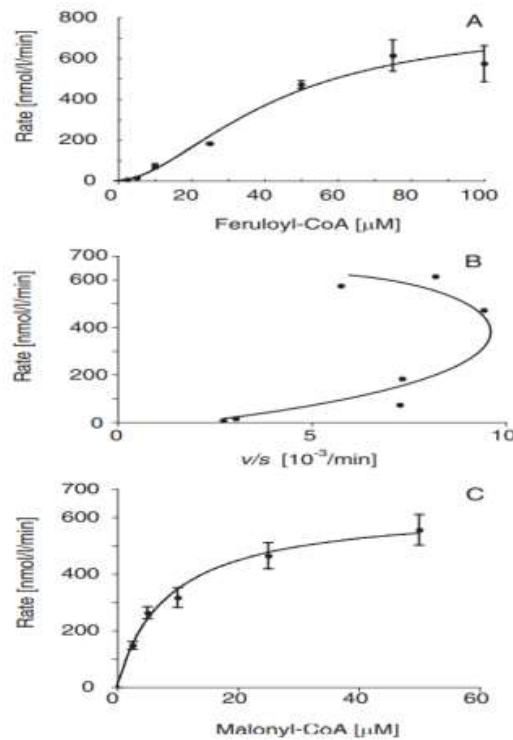 A
Rate [nmol/l/min]
800
600
400
200
0
0 20 40 60 80 100
Feruloyl-CoA [μM]
B
Rate [nmol/l/min]
700
600
400
200
0
0 5 10
v/s [10⁻³/min]
C
Rate [nmol/l/min]
700
600
400
200
0
0 20 40 60
Malonyl-CoA [μM]